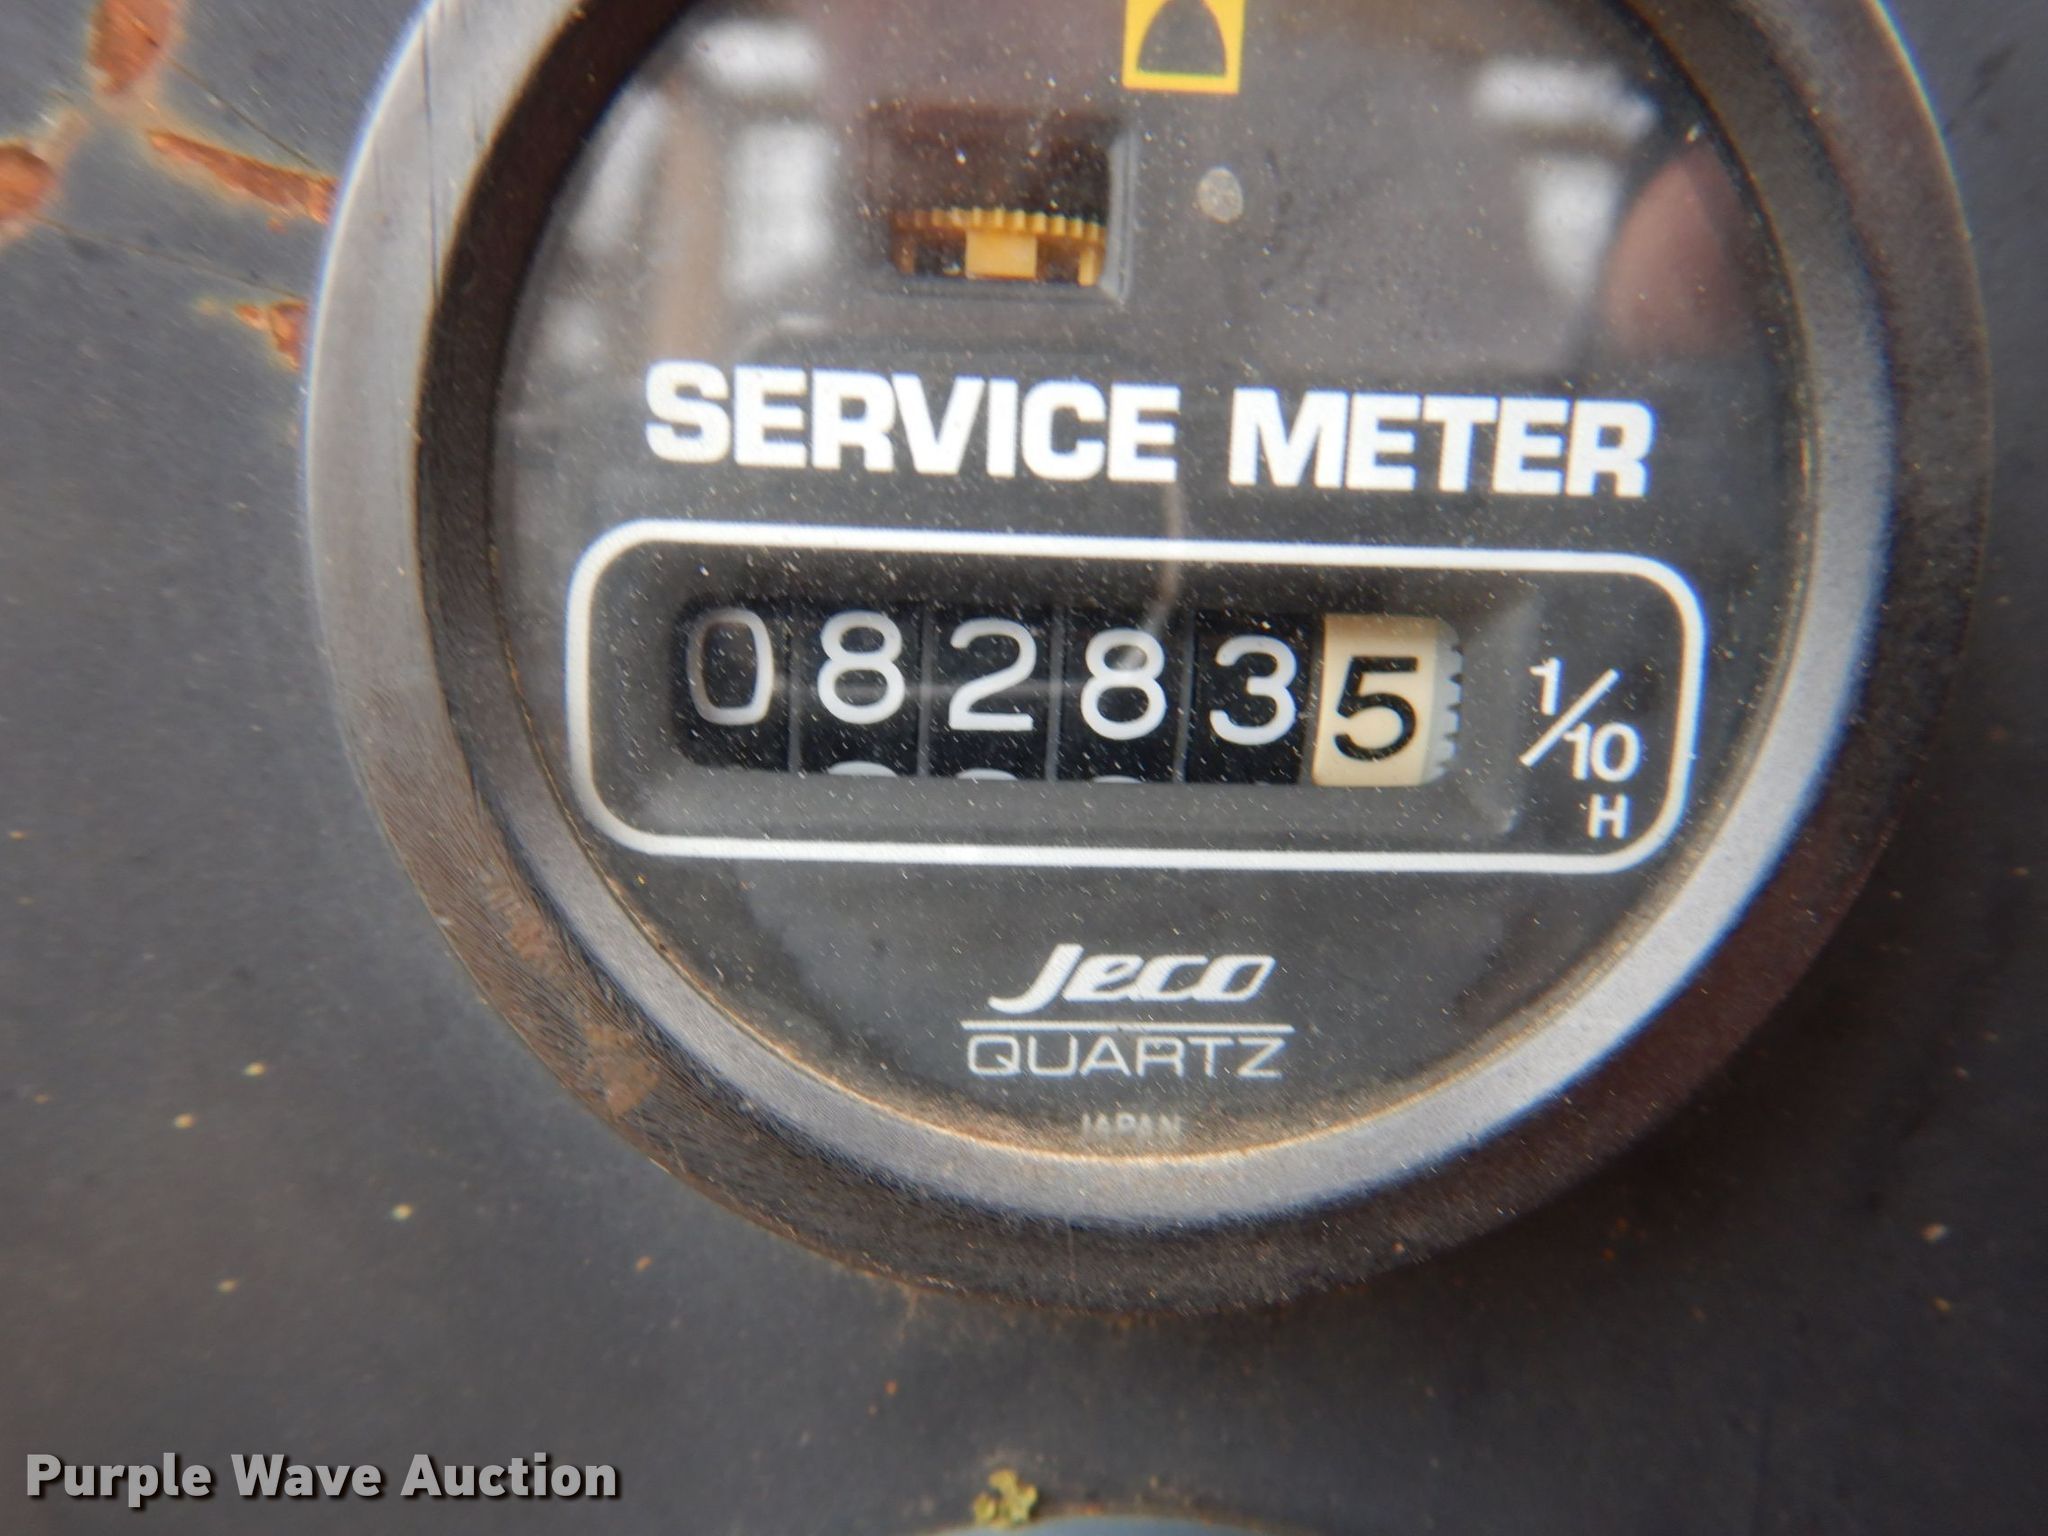 SERVICE METER
082835 1/10
H
Jeco
QUARTZ
JAPAN
Purple Wave Auction